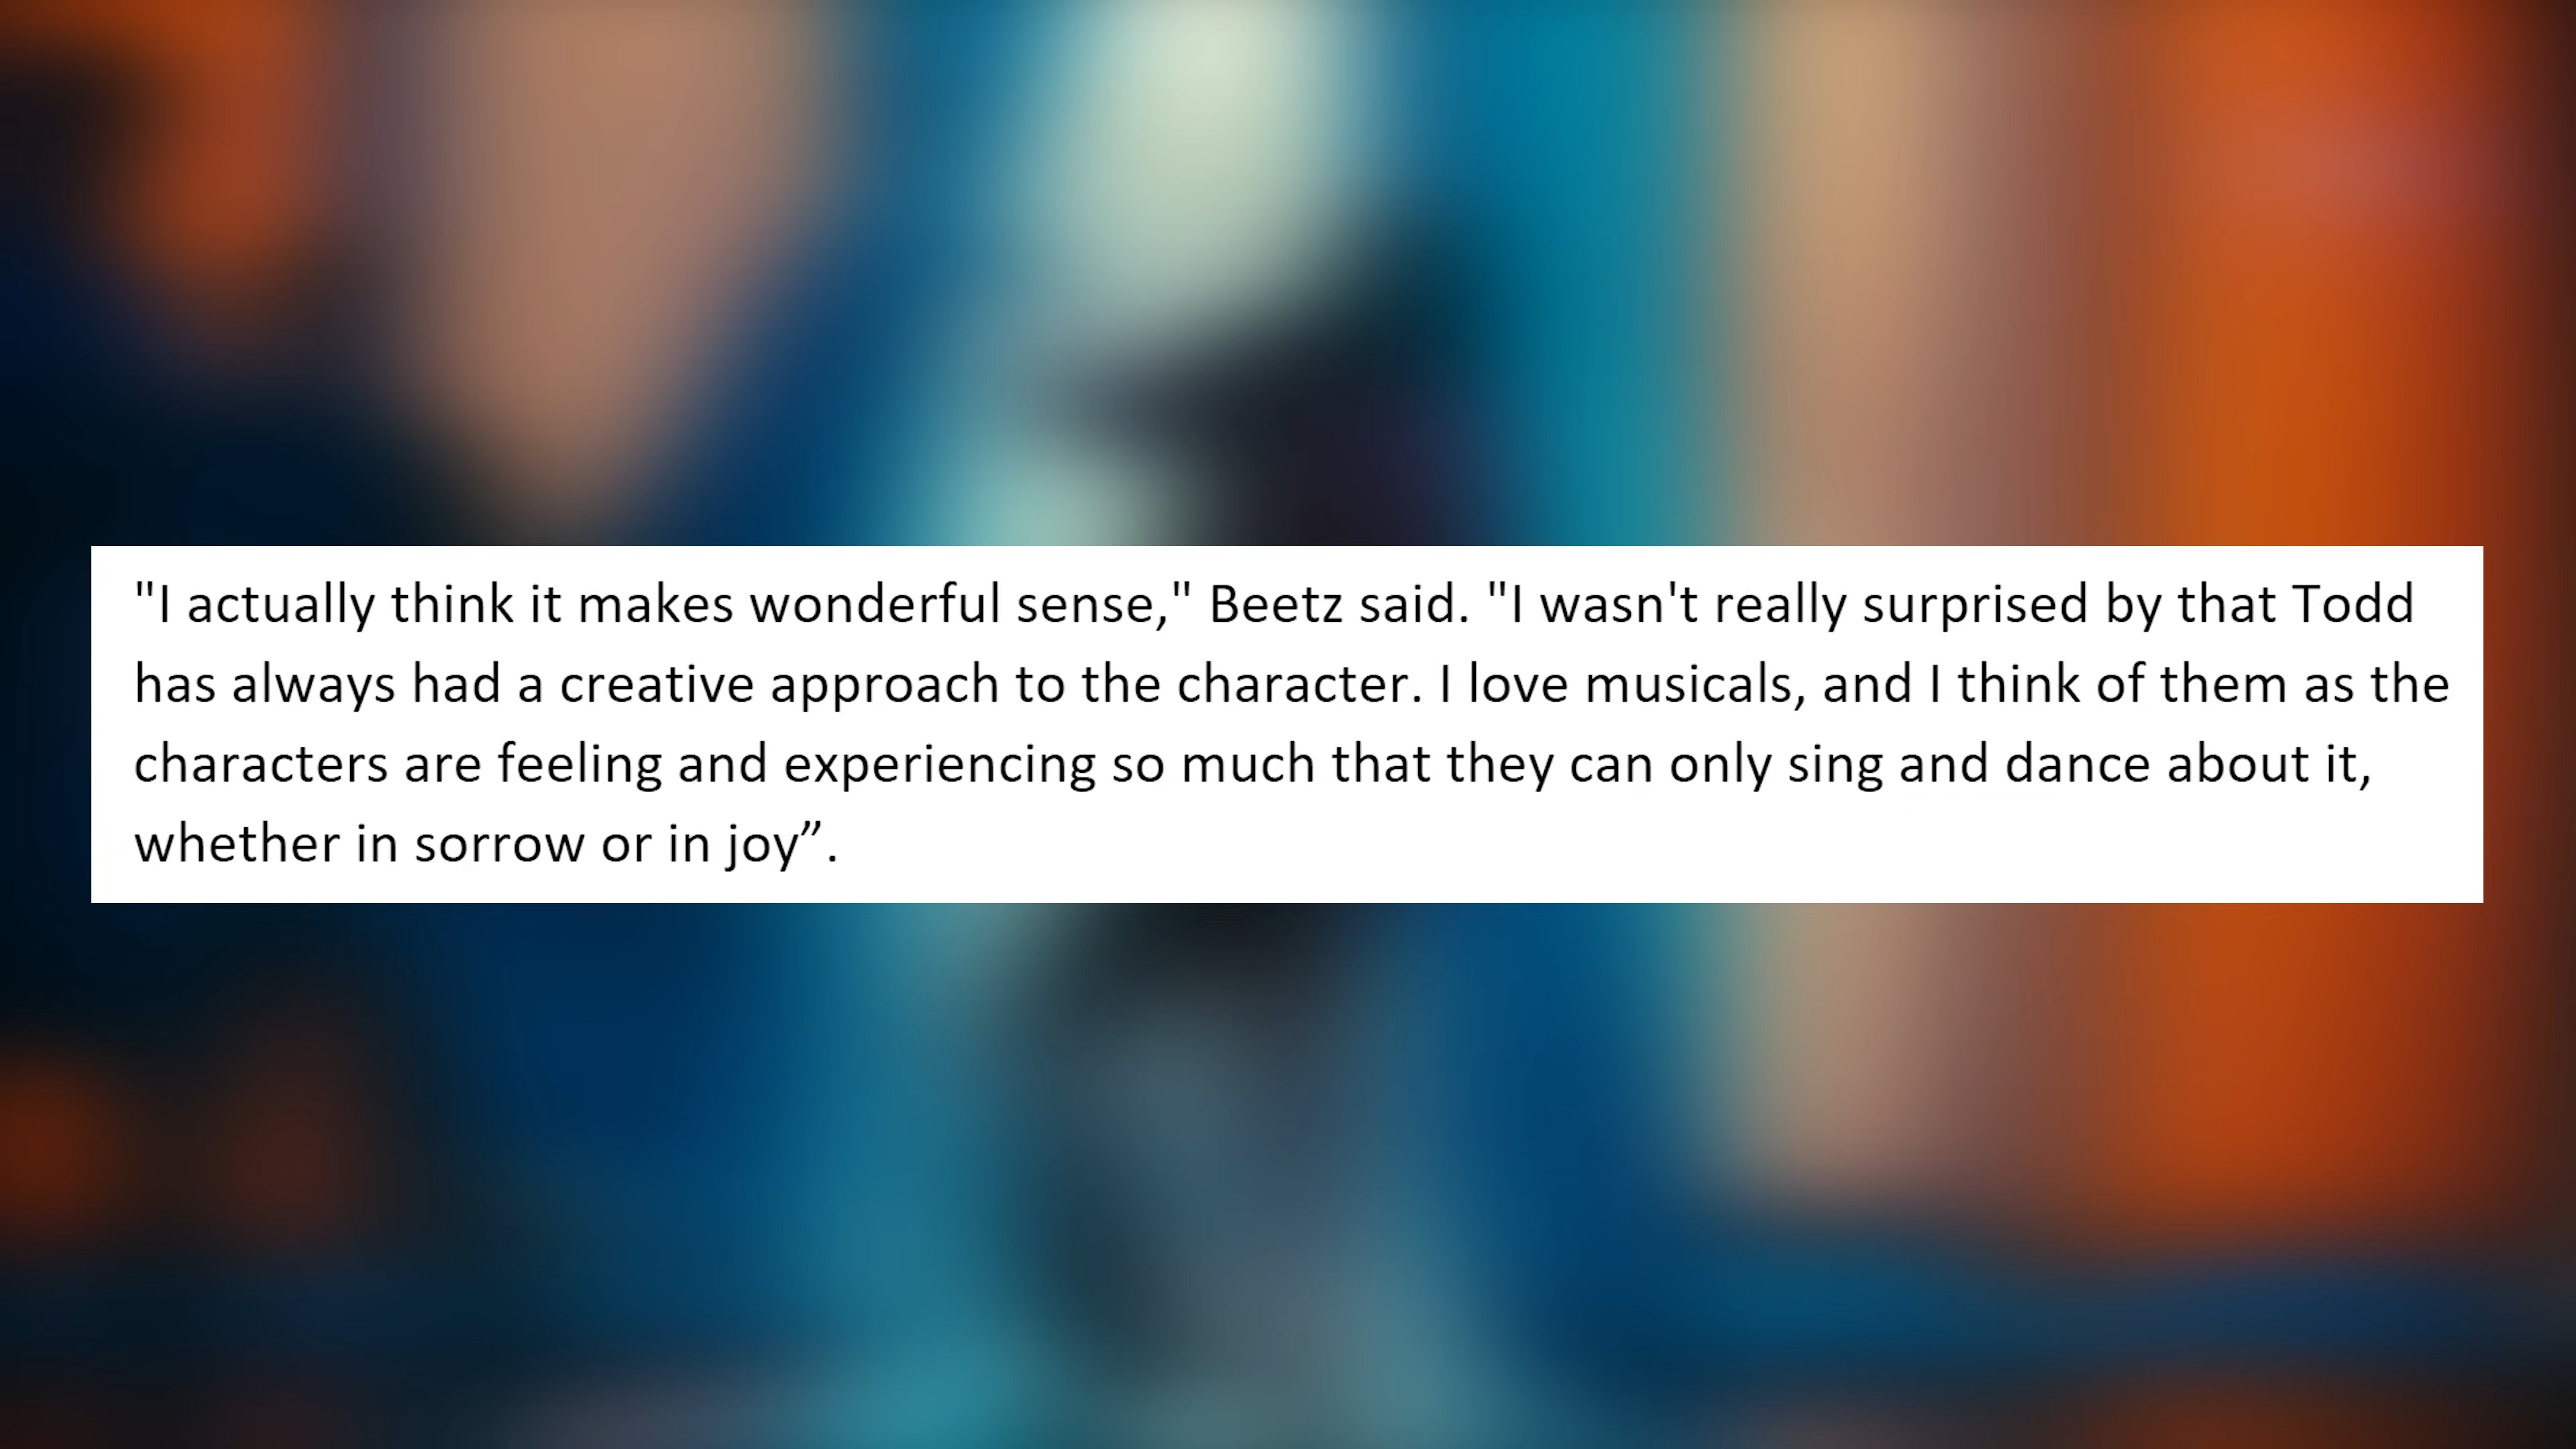 "I actually think it makes wonderful sense," Beetz said. "I wasn't really surprised by that Todd
has always had a creative approach to the character. I love musicals, and I think of them as the
characters are feeling and experiencing so much that they can only sing and dance about it,
whether in sorrow or in joy”.